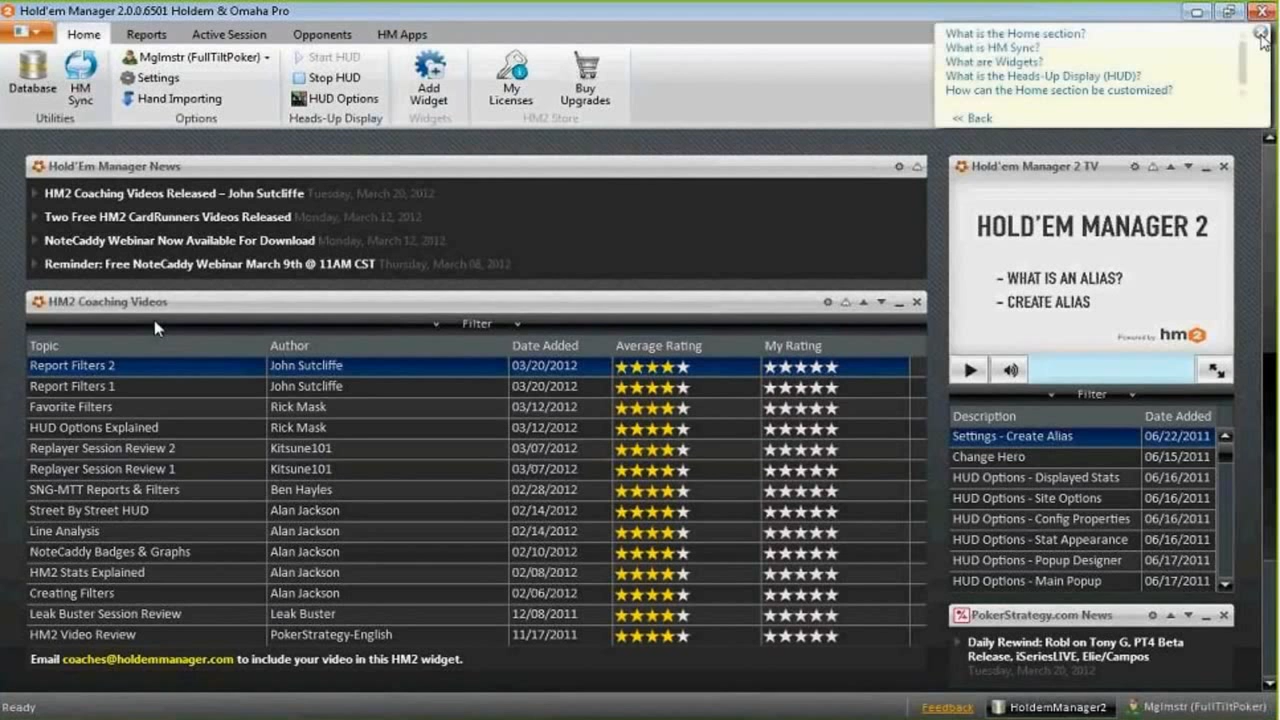 Hold'em Manager 2.0.0.6501 Holdem & Omaha Pro
Home Reports Active Session Opponents HM Apps
Database
HM
Sync
Utilities
MgImstr (FullTiltPoker)
Settings
Hand Importing
Options
Start HUD
Stop HUD
HUD Options
Heads-Up Display
Add
Widget
Widgets
My
Licenses
Buy
Upgrades
HM2 Store
What is the Home section?
What is HM Sync?
What are Widgets?
What is the Heads-Up Display (HUD)?
How can the Home section be customized?
<< Back
Hold'Em Manager News
HM2 Coaching Videos Released – John Sutcliffe Tuesday, March 20, 2012
Two Free HM2 CardRunners Videos Released Monday, March 12, 2012
NoteCaddy Webinar Now Available For Download Monday, March 12, 2012
Reminder: Free NoteCaddy Webinar March 9th @ 11AM CST Thursday, March 08, 2012
HM2 Coaching Videos
Filter
Topic Author Date Added Average Rating My Rating
Report Filters 2 John Sutcliffe 03/20/2012
Report Filters 1 John Sutcliffe 03/20/2012
Favorite Filters Rick Mask 03/12/2012
HUD Options Explained Rick Mask 03/12/2012
Replayer Session Review 2 Kitsune101 03/07/2012
Replayer Session Review 1 Kitsune101 03/07/2012
SNG-MTT Reports & Filters Ben Hayles 02/28/2012
Street By Street HUD Alan Jackson 02/14/2012
Line Analysis Alan Jackson 02/14/2012
NoteCaddy Badges & Graphs Alan Jackson 02/10/2012
HM2 Stats Explained Alan Jackson 02/08/2012
Creating Filters Alan Jackson 02/06/2012
Leak Buster Session Review Leak Buster 12/08/2011
HM2 Video Review PokerStrategy-English 11/17/2011
Email coaches@holdemmanager.com to include your video in this HM2 widget.
Hold'em Manager 2 TV
HOLD'EM MANAGER 2
- WHAT IS AN ALIAS?
- CREATE ALIAS
Powered by hm2
Filter
Description Date Added
Settings - Create Alias 06/22/2011
Change Hero 06/15/2011
HUD Options - Displayed Stats 06/16/2011
HUD Options - Site Options 06/16/2011
HUD Options - Config Properties 06/16/2011
HUD Options - Stat Appearance 06/16/2011
HUD Options - Popup Designer 06/17/2011
HUD Options - Main Popup 06/17/2011
PokerStrategy.com News
Daily Rewind: Robl on Tony G, PT4 Beta
Release, iSeriesLIVE, Elie/Campos
Tuesday, March 20, 2012
Ready Feedback HoldemManager2 MgImstr (FullTiltPoker)